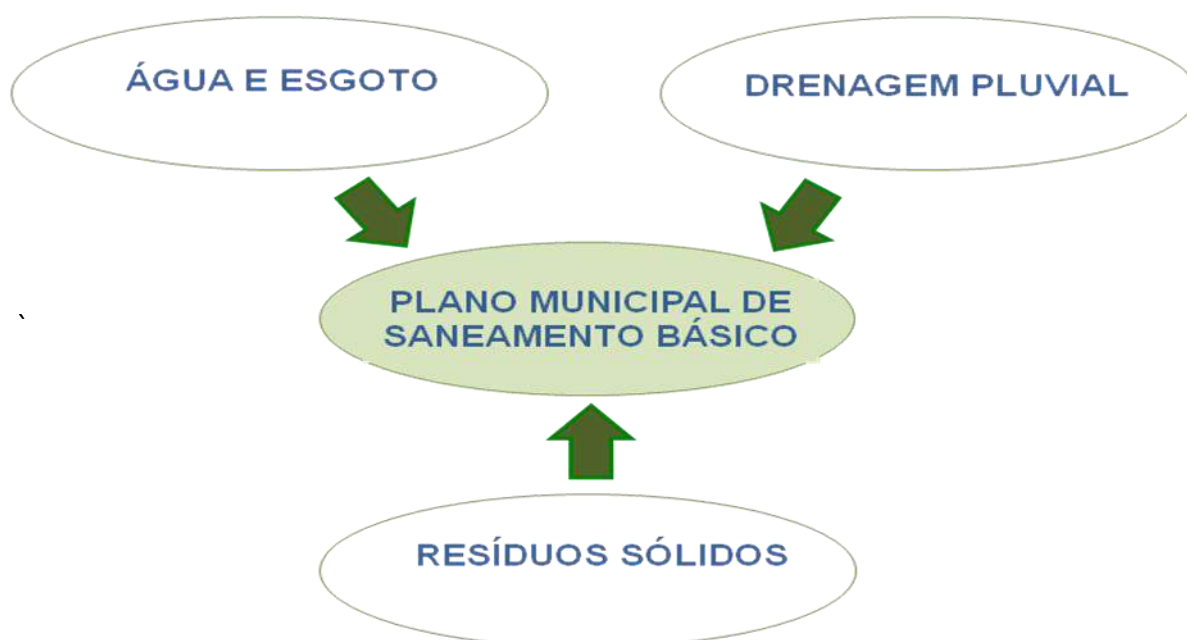 ÁGUA E ESGOTO
DRENAGEM PLUVIAL
PLANO MUNICIPAL DE
SANEAMENTO BÁSICO
`
RESÍDUOS SÓLIDOS